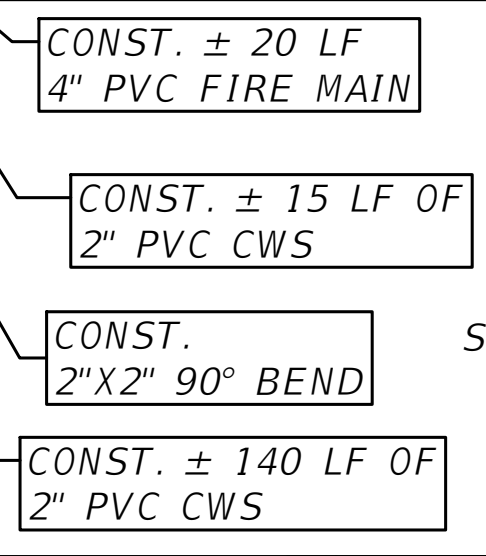 CONST. ± 20 LF
4" PVC FIRE MAIN
CONST. ± 15 LF OF
2" PVC CWS
CONST.
2"X2" 90° BEND
S
CONST. ± 140 LF OF
2" PVC CWS